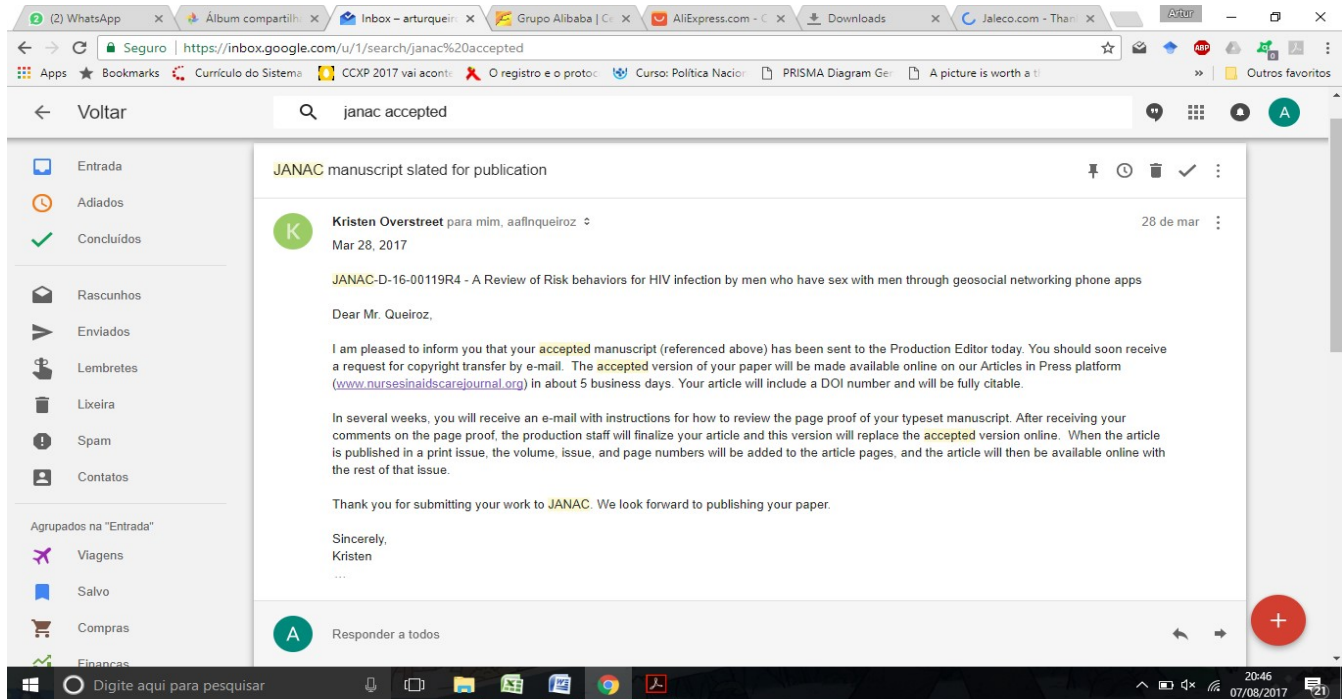 (2) WhatsApp
Álbum compartilh
Inbox – arturqueir
Grupo Alibaba | C
AliExpress.com - C
Downloads
Jaleco.com - Than
Artur
Seguro | https://inbox.google.com/u/1/search/janac%20accepted
ABP
0
Apps Bookmarks Currículo do Sistema CCXP 2017 vai aconte O registro e o protoc Curso: Política Nacion PRISMA Diagram Ge A picture is worth a t » Outros favoritos
Voltar
janac accepted
A
Entrada
Adiados
Concluídos
Rascunhos
Enviados
Lembretes
Lixeira
Spam
Contatos
Agrupados na "Entrada"
Viagens
Salvo
Compras
Finanças
JANAC manuscript slated for publication
K
Kristen Overstreet para mim, aaflnqueiroz
28 de mar
Mar 28, 2017
JANAC-D-16-00119R4 - A Review of Risk behaviors for HIV infection by men who have sex with men through geosocial networking phone apps
Dear Mr. Queiroz,
I am pleased to inform you that your accepted manuscript (referenced above) has been sent to the Production Editor today. You should soon receive
a request for copyright transfer by e-mail. The accepted version of your paper will be made available online on our Articles in Press platform
(www.nursesinaidscarejournal.org) in about 5 business days. Your article will include a DOI number and will be fully citable.
In several weeks, you will receive an e-mail with instructions for how to review the page proof of your typeset manuscript. After receiving your
comments on the page proof, the production staff will finalize your article and this version will replace the accepted version online. When the article
is published in a print issue, the volume, issue, and page numbers will be added to the article pages, and the article will then be available online with
the rest of that issue.
Thank you for submitting your work to JANAC. We look forward to publishing your paper.
Sincerely,
Kristen
...
A
Responder a todos
+
Digite aqui para pesquisar
20:46
07/08/2017
21